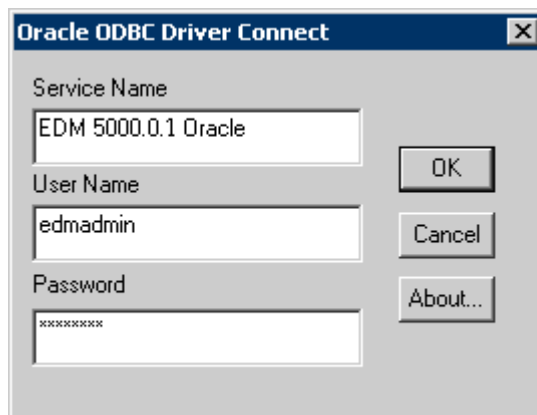 Oracle ODBC Driver Connect
Service Name
EDM 5000.0.1 Oracle
User Name
edmadmin
Password
********
OK
Cancel
About...